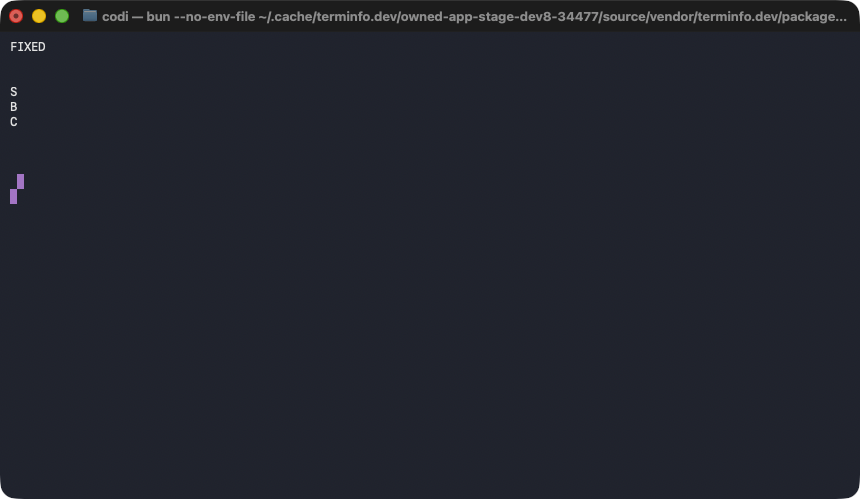 codi — bun --no-env-file ~/.cache/terminfo.dev/owned-app-stage-dev8-34477/source/vendor/terminfo.dev/package...
FIXED
S
B
C